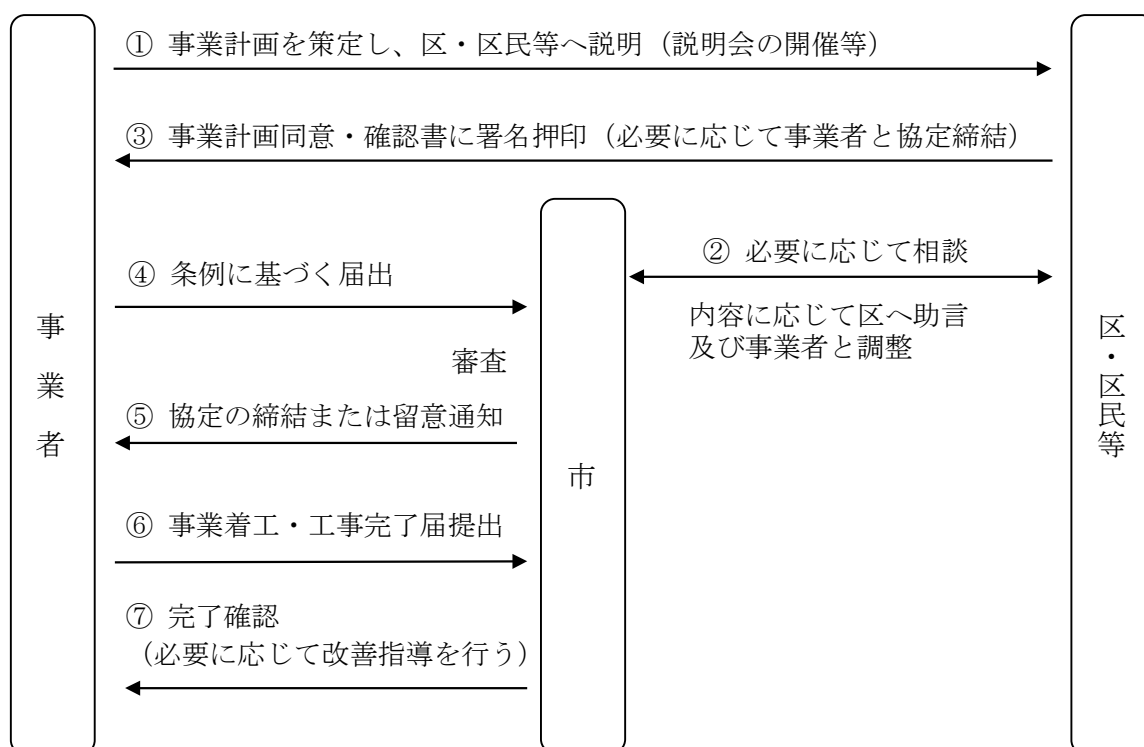 ① 事業計画を策定し、区・区民等へ説明（説明会の開催等）
③ 事業計画同意・確認書に署名押印（必要に応じて事業者と協定締結）
② 必要に応じて相談
内容に応じて区へ助言
及び事業者と調整
④ 条例に基づく届出
審査
⑤ 協定の締結または留意通知
⑥ 事業着工・工事完了届提出
⑦ 完了確認
（必要に応じて改善指導を行う）
事業者
市
区・区民等